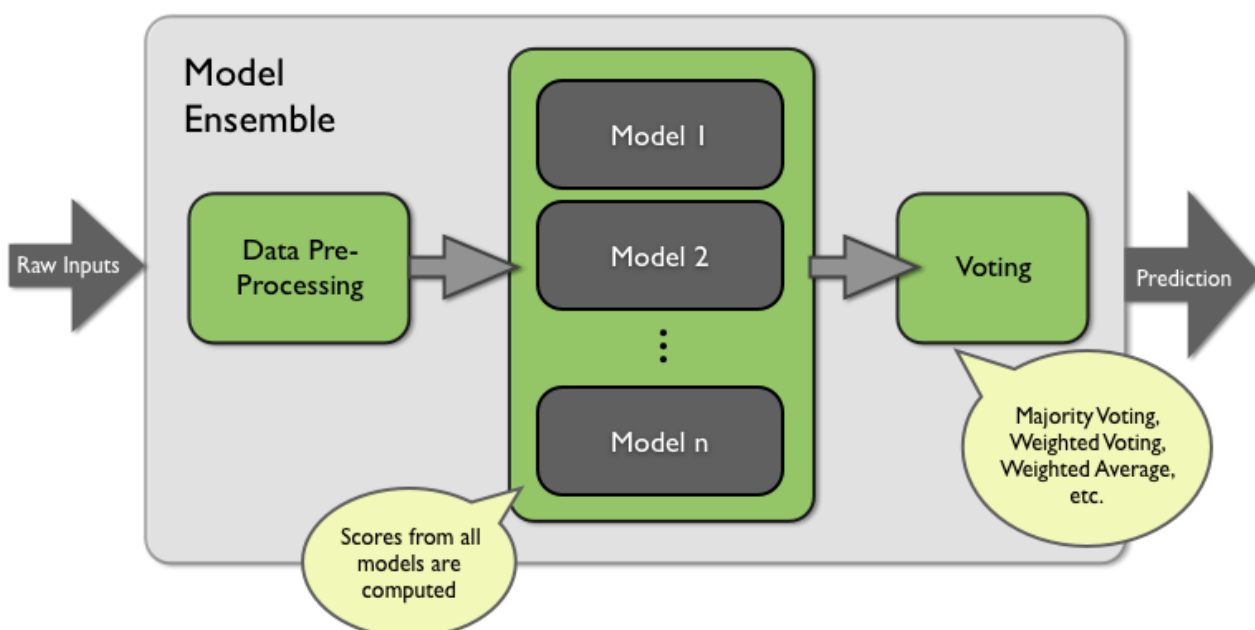 Model
Ensemble
Raw Inputs
Data Pre-
Processing
Model 1
Model 2
Model n
Scores from all
models are
computed
Voting
Majority Voting,
Weighted Voting,
Weighted Average,
etc.
Prediction